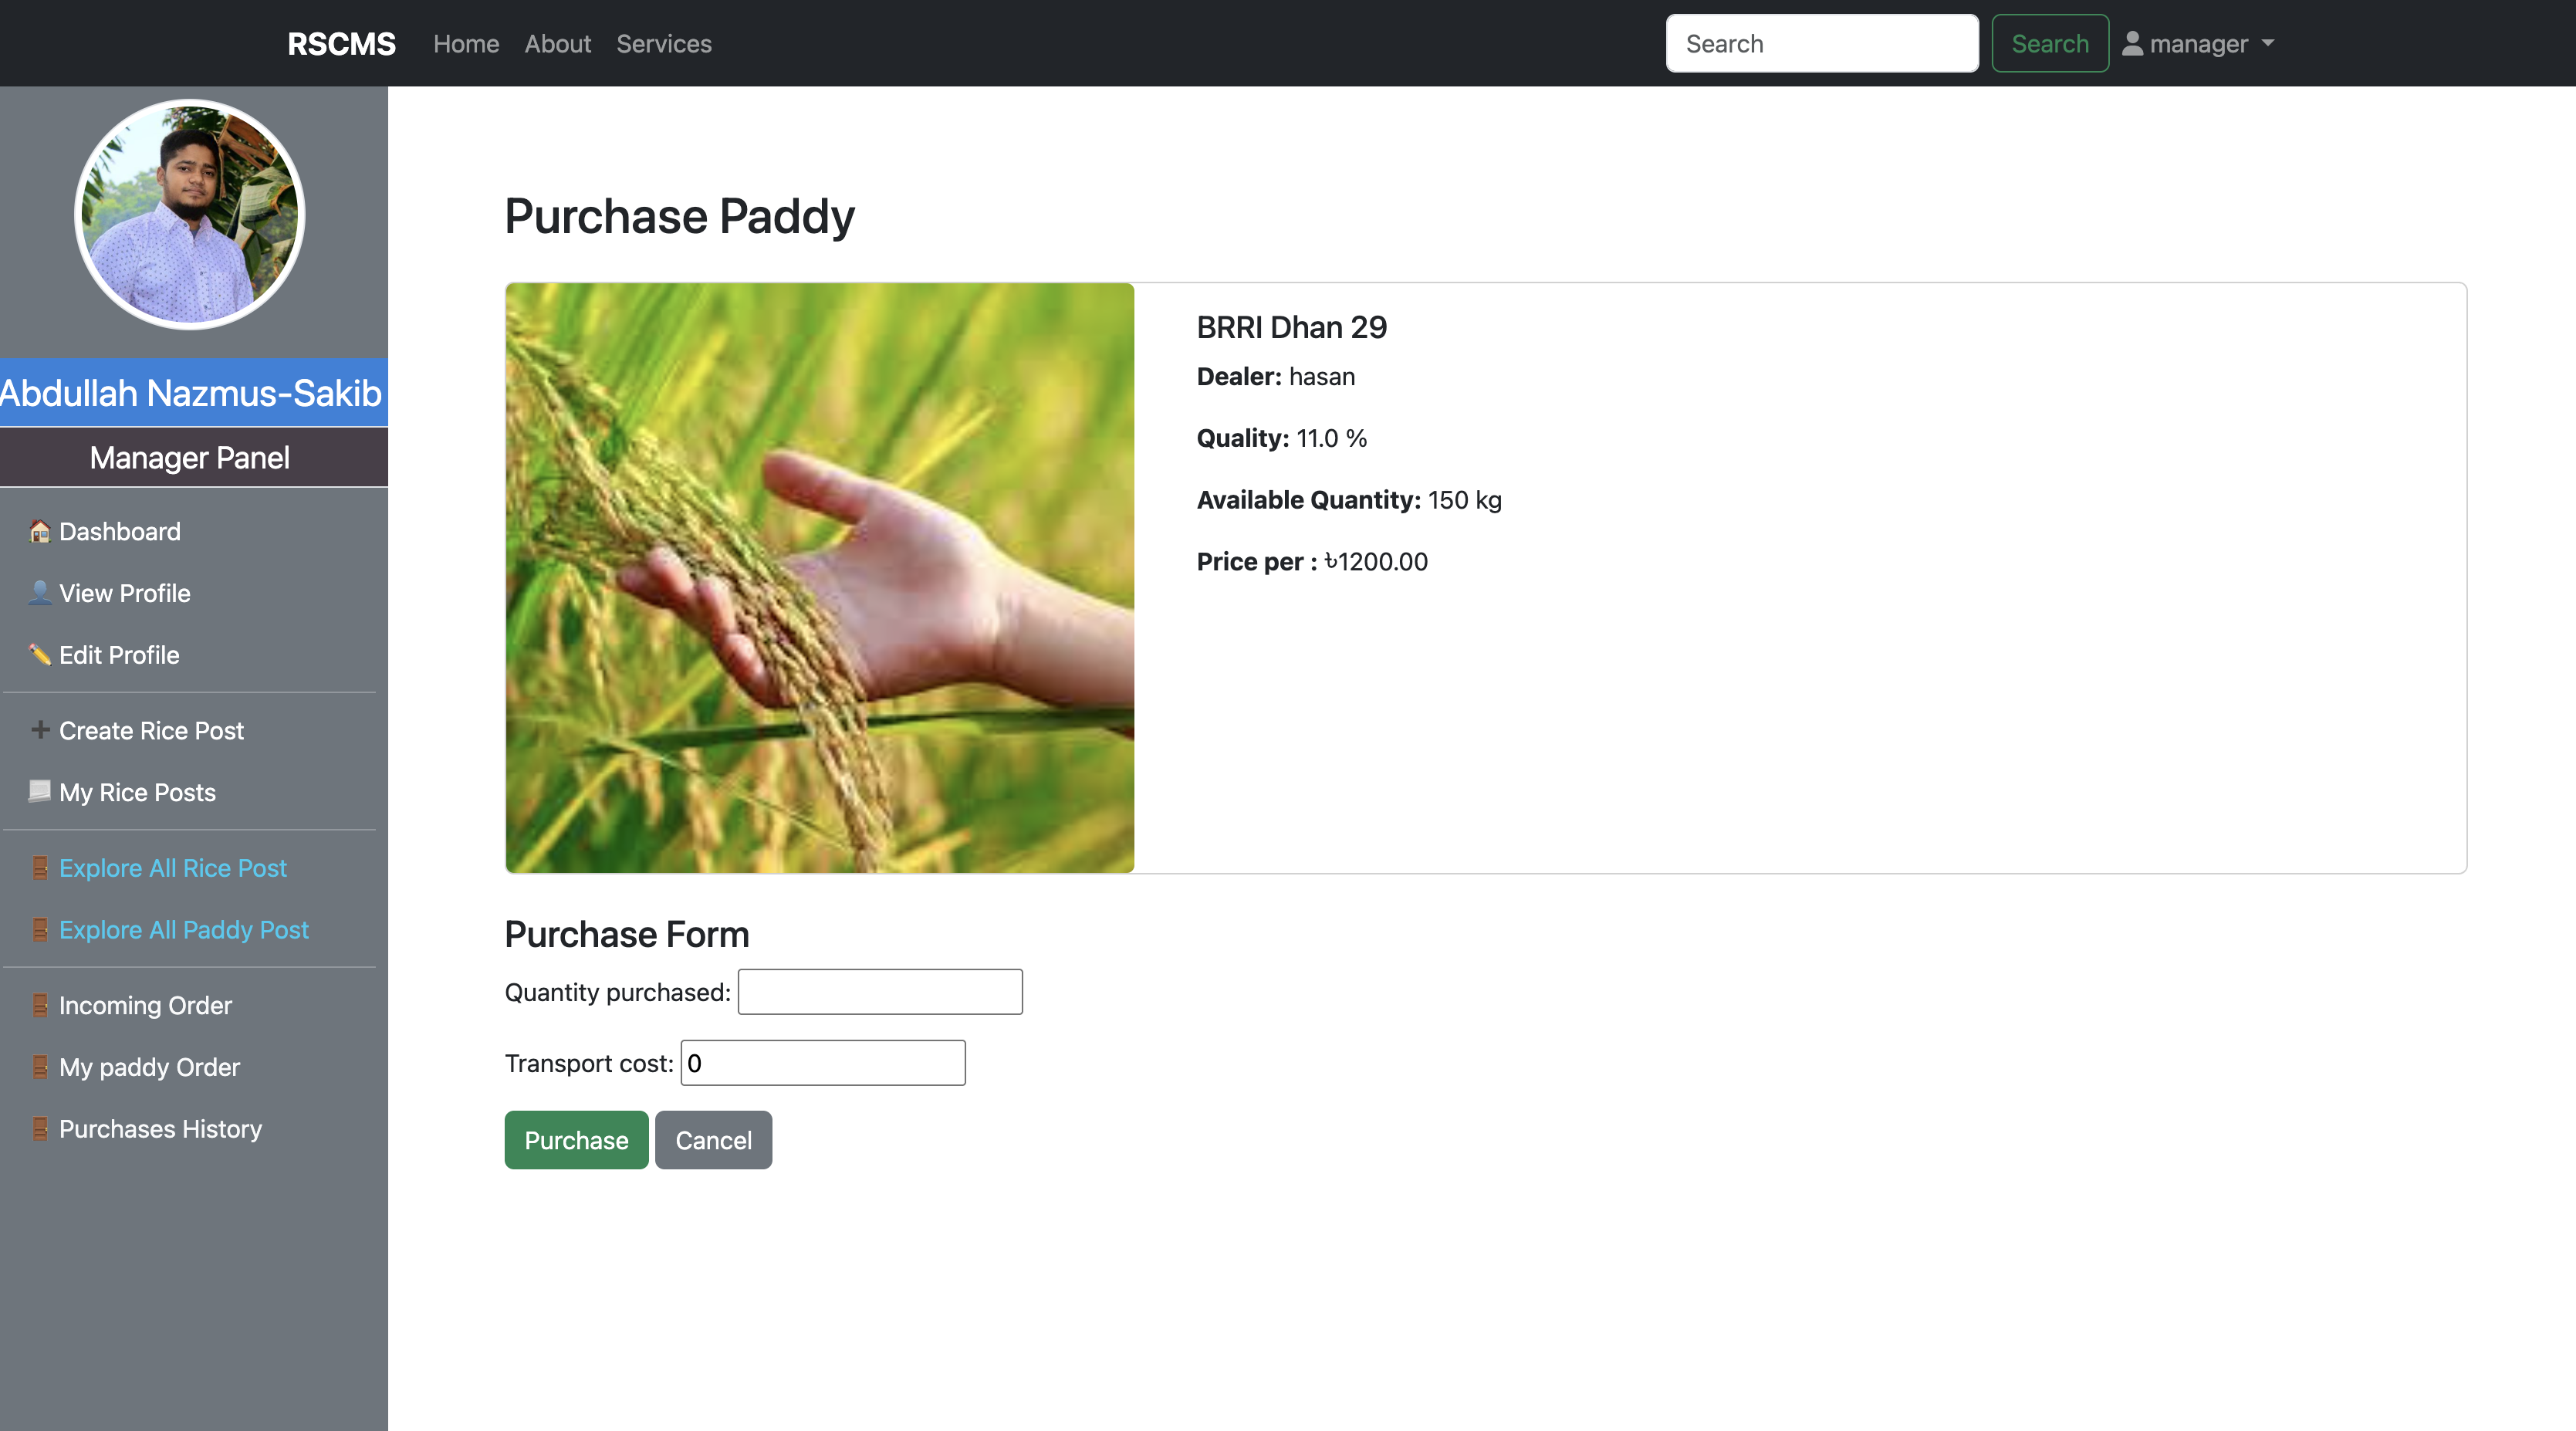 RSCMS Home About Services Search Search manager
Abdullah Nazmus-Sakib
Manager Panel
Dashboard
View Profile
Edit Profile
Create Rice Post
My Rice Posts
Explore All Rice Post
Explore All Paddy Post
Incoming Order
My paddy Order
Purchases History
Purchase Paddy
BRRI Dhan 29
Dealer: hasan
Quality: 11.0 %
Available Quantity: 150 kg
Price per : ৳1200.00
Purchase Form
Quantity purchased:
Transport cost: 0
Purchase Cancel